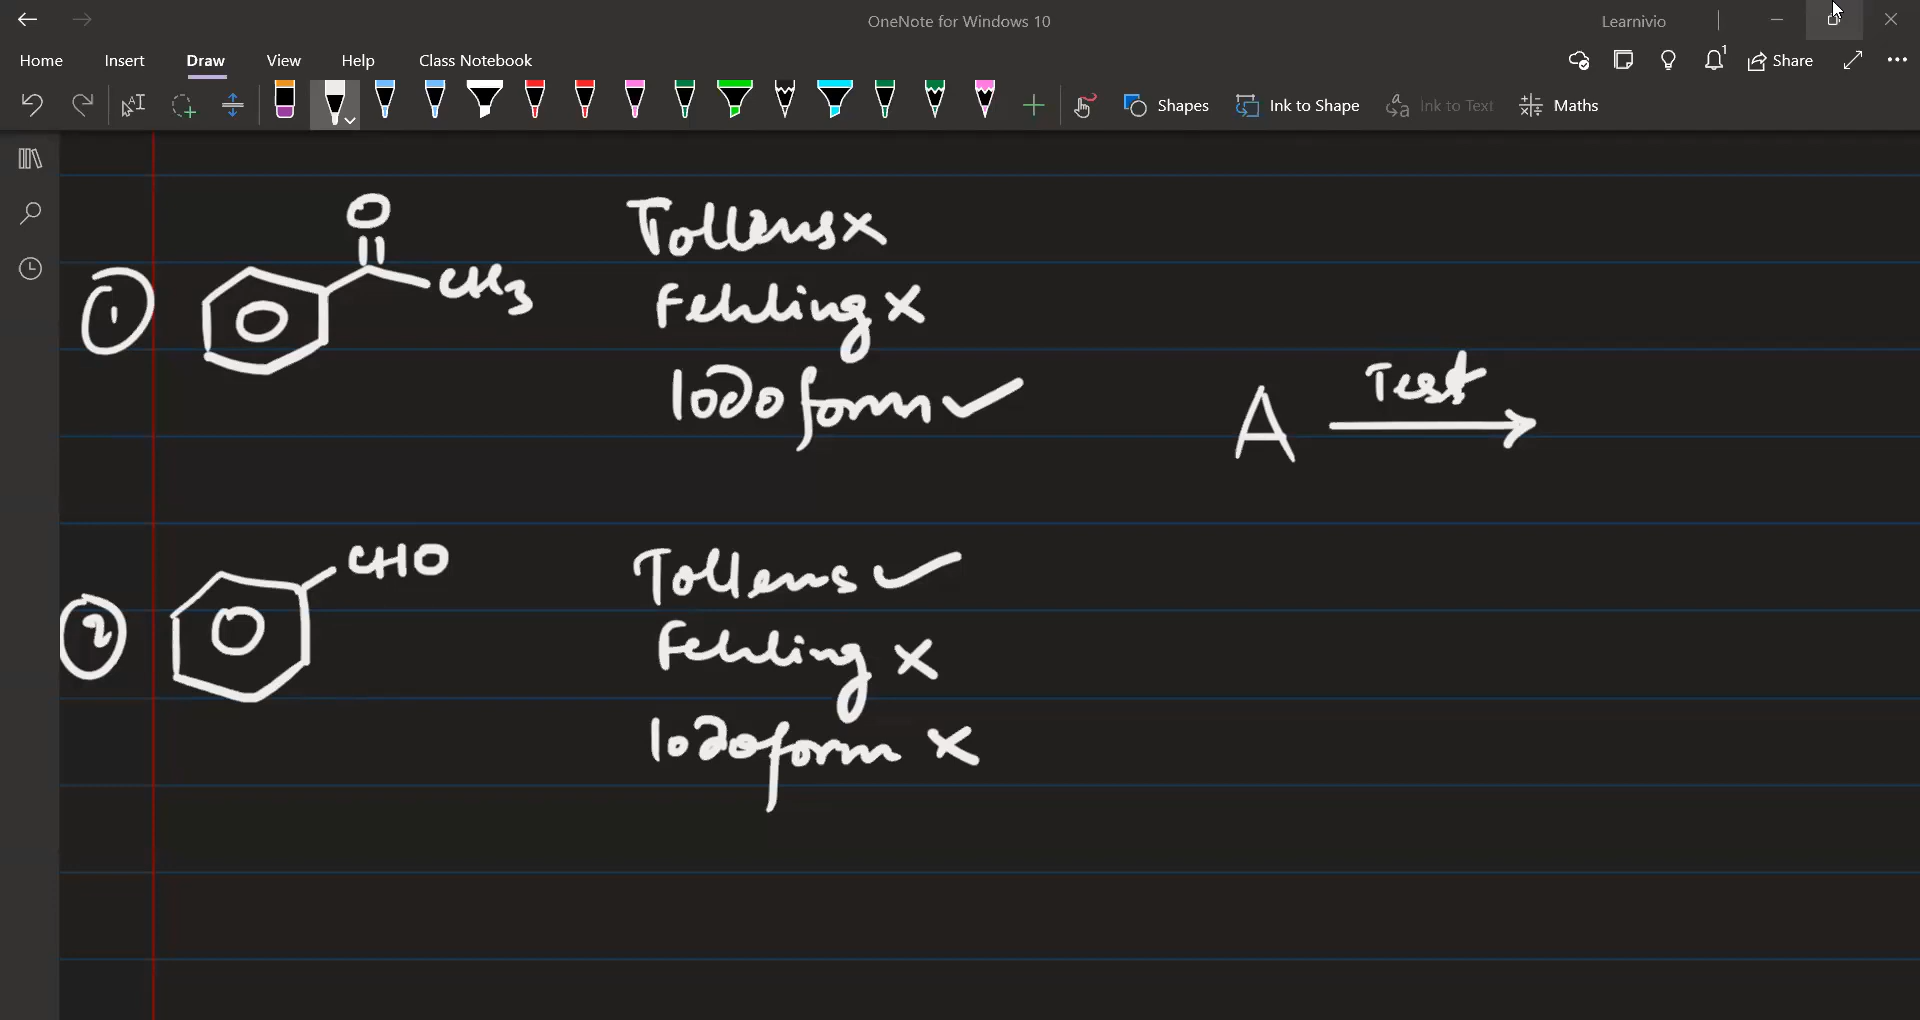 OneNote for Windows 10
Learnivio
Home Insert Draw View Help Class Notebook
1 Share
Shapes Ink to Shape Ink to Text Maths
O
1 CH3
Tollens x
Fehling x
Iodoform ✓
A Test →
2 CHO
Tollens ✓
Fehling x
Iodoform x